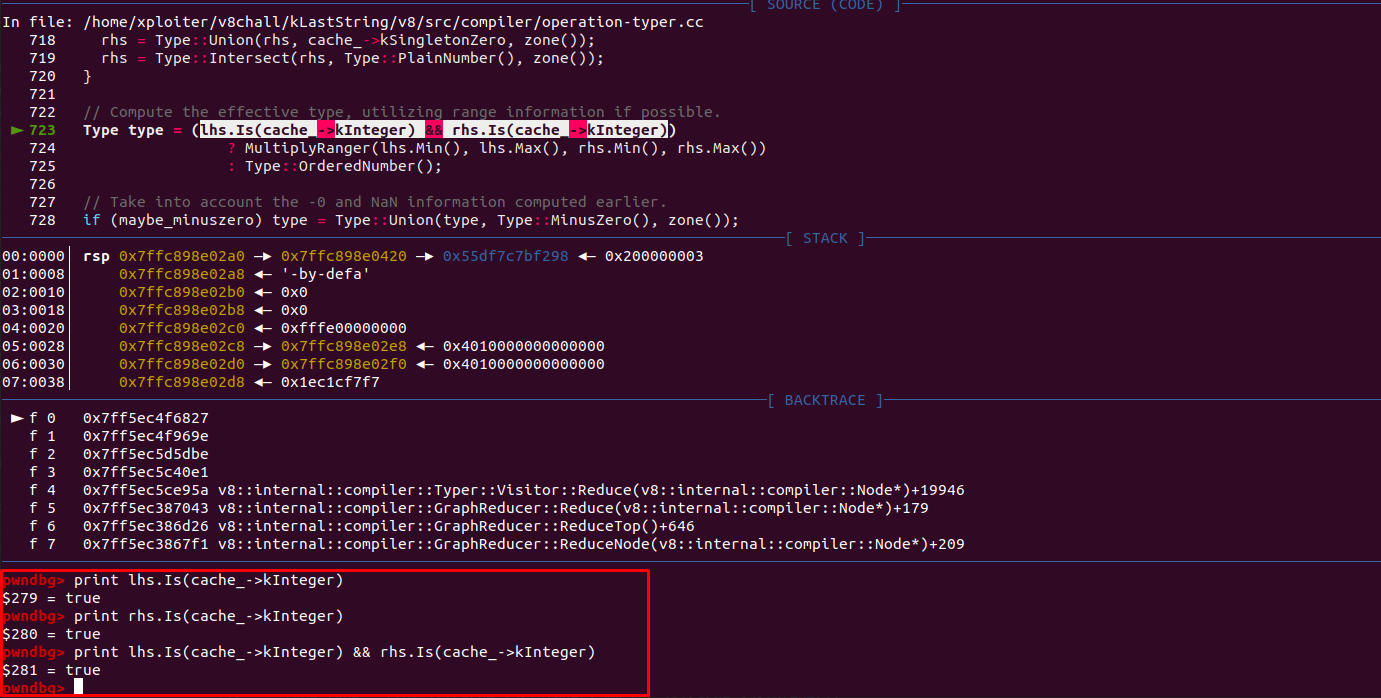 [ SOURCE (CODE) ]
In file: /home/xploiter/v8chall/kLastString/v8/src/compiler/operation-typer.cc
718     rhs = Type::Union(rhs, cache_->kSingletonZero, zone());
719     rhs = Type::Intersect(rhs, Type::PlainNumber(), zone());
720   }
721
722   // Compute the effective type, utilizing range information if possible.
► 723   Type type = (lhs.Is(cache_->kInteger) && rhs.Is(cache_->kInteger))
724                   ? MultiplyRanger(lhs.Min(), lhs.Max(), rhs.Min(), rhs.Max())
725                   : Type::OrderedNumber();
726
727   // Take into account the -0 and NaN information computed earlier.
728   if (maybe_minuszero) type = Type::Union(type, Type::MinusZero(), zone());
[ STACK ]
00:0000│ rsp 0x7ffc898e02a0 —▸ 0x7ffc898e0420 —▸ 0x55df7c7bf298 ◂— 0x200000003
01:0008│     0x7ffc898e02a8 ◂— '-by-defa'
02:0010│     0x7ffc898e02b0 ◂— 0x0
03:0018│     0x7ffc898e02b8 ◂— 0x0
04:0020│     0x7ffc898e02c0 ◂— 0xfffe00000000
05:0028│     0x7ffc898e02c8 —▸ 0x7ffc898e02e8 ◂— 0x4010000000000000
06:0030│     0x7ffc898e02d0 —▸ 0x7ffc898e02f0 ◂— 0x4010000000000000
07:0038│     0x7ffc898e02d8 ◂— 0x1ec1cf7f7
[ BACKTRACE ]
► f 0   0x7ff5ec4f6827
f 1   0x7ff5ec4f969e
f 2   0x7ff5ec5d5dbe
f 3   0x7ff5ec5c40e1
f 4   0x7ff5ec5ce95a v8::internal::compiler::Typer::Visitor::Reduce(v8::internal::compiler::Node*)+19946
f 5   0x7ff5ec387043 v8::internal::compiler::GraphReducer::Reduce(v8::internal::compiler::Node*)+179
f 6   0x7ff5ec386d26 v8::internal::compiler::GraphReducer::ReduceTop()+646
f 7   0x7ff5ec3867f1 v8::internal::compiler::GraphReducer::ReduceNode(v8::internal::compiler::Node*)+209
pwndbg> print lhs.Is(cache_->kInteger)
$279 = true
pwndbg> print rhs.Is(cache_->kInteger)
$280 = true
pwndbg> print lhs.Is(cache_->kInteger) && rhs.Is(cache_->kInteger)
$281 = true
pwndbg>